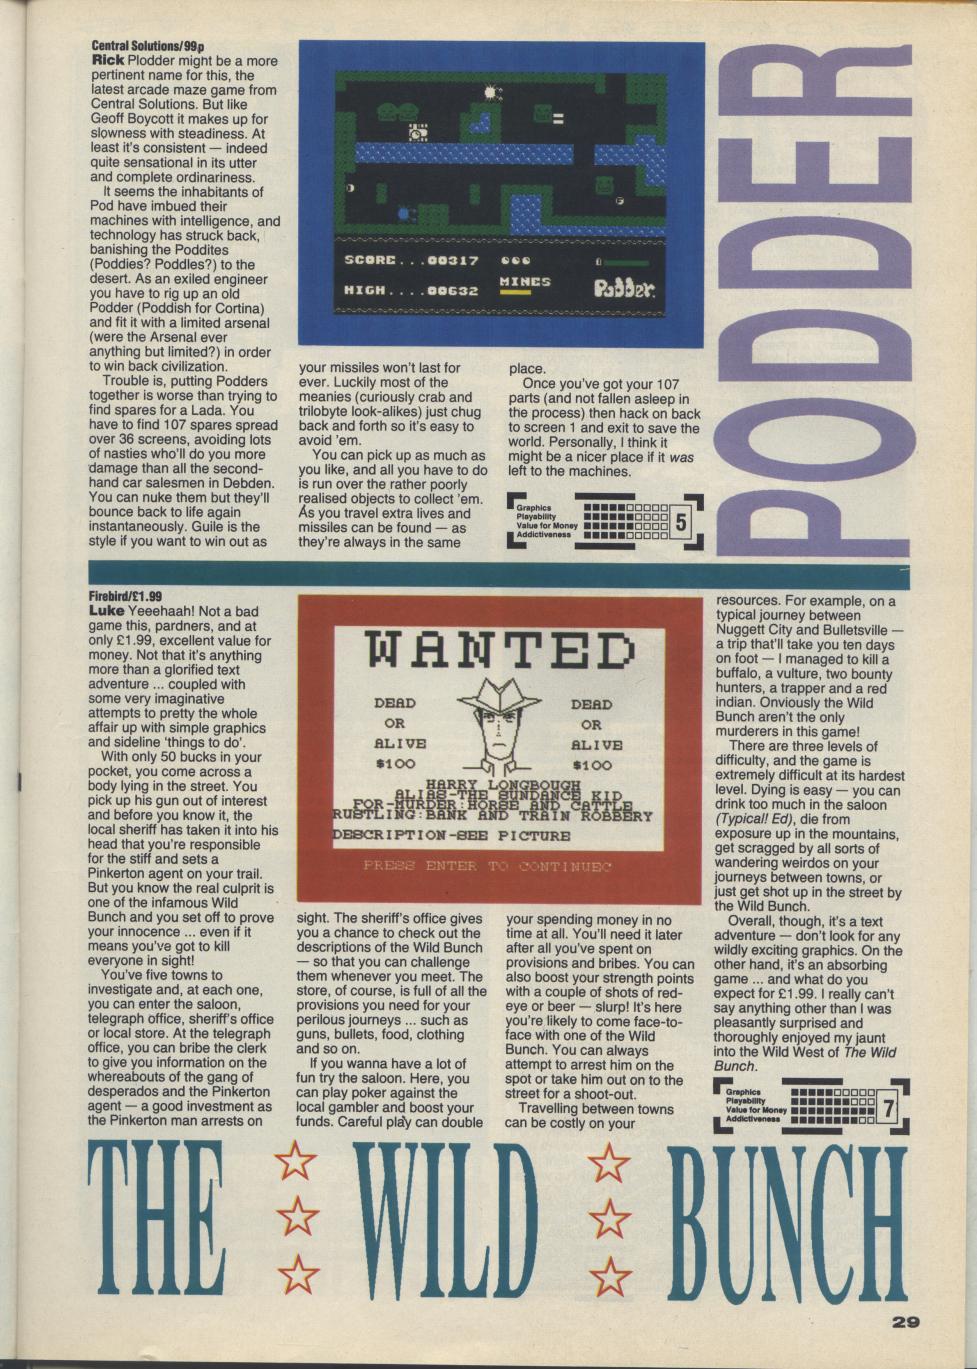 Central Solutions/99p
Rick Plodder might be a more
pertinent name for this, the
latest arcade maze game from
Central Solutions. But like
Geoff Boycott it makes up for
slowness with steadiness. At
least it's consistent — indeed
quite sensational in its utter
and complete ordinariness.
It seems the inhabitants of
Pod have imbued their
machines with intelligence, and
technology has struck back,
banishing the Poddites
(Poddies? Poddles?) to the
desert. As an exiled engineer
you have to rig up an old
Podder (Poddish for Cortina)
and fit it with a limited arsenal
(were the Arsenal ever
anything but limited?) in order
to win back civilization.
Trouble is, putting Podders
together is worse than trying to
find spares for a Lada. You
have to find 107 spares spread
over 36 screens, avoiding lots
of nasties who'll do you more
damage than all the second-
hand car salesmen in Debden.
You can nuke them but they'll
bounce back to life again
instantaneously. Guile is the
style if you want to win out as
SCORE...00317
HIGH....00632
MINES
Podder
your missiles won't last for
ever. Luckily most of the
meanies (curiously crab and
trilobyte look-alikes) just chug
back and forth so it's easy to
avoid 'em.
You can pick up as much as
you like, and all you have to do
is run over the rather poorly
realised objects to collect 'em.
As you travel extra lives and
missiles can be found — as
they're always in the same
place.
Once you've got your 107
parts (and not fallen asleep in
the process) then hack on back
to screen 1 and exit to save the
world. Personally, I think it
might be a nicer place if it was
left to the machines.
Graphics
Playability
Value for Money
Addictiveness
5
PODDER
Firebird/£1.99
Luke Yeeehaah! Not a bad
game this, pardners, and at
only £1.99, excellent value for
money. Not that it's anything
more than a glorified text
adventure ... coupled with
some very imaginative
attempts to pretty the whole
affair up with simple graphics
and sideline 'things to do'.
With only 50 bucks in your
pocket, you come across a
body lying in the street. You
pick up his gun out of interest
and before you know it, the
local sheriff has taken it into his
head that you're responsible
for the stiff and sets a
Pinkerton agent on your trail.
But you know the real culprit is
one of the infamous Wild
Bunch and you set off to prove
your innocence ... even if it
means you've got to kill
everyone in sight!
You've five towns to
investigate and, at each one,
you can enter the saloon,
telegraph office, sheriff's office
or local store. At the telegraph
office, you can bribe the clerk
to give you information on the
whereabouts of the gang of
desperados and the Pinkerton
agent — a good investment as
the Pinkerton man arrests on
WANTED
DEAD
OR
ALIVE
$100
DEAD
OR
ALIVE
$100
HARRY LONGBOUGH
ALIAS-THE SUNDANCE KID
FOR-MURDER:HORSE AND CATTLE
RUSTLING:BANK AND TRAIN ROBBERY
DESCRIPTION-SEE PICTURE
PRESS ENTER TO CONTINUEC
sight. The sheriff's office gives
you a chance to check out the
descriptions of the Wild Bunch
— so that you can challenge
them whenever you meet. The
store, of course, is full of all the
provisions you need for your
perilous journeys ... such as
guns, bullets, food, clothing
and so on.
If you wanna have a lot of
fun try the saloon. Here, you
can play poker against the
local gambler and boost your
funds. Careful play can double
your spending money in no
time at all. You'll need it later
after all you've spent on
provisions and bribes. You can
also boost your strength points
with a couple of shots of red-
eye or beer — slurp! It's here
you're likely to come face-to-
face with one of the Wild
Bunch. You can always
attempt to arrest him on the
spot or take him out on to the
street for a shoot-out.
Travelling between towns
can be costly on your
resources. For example, on a
typical journey between
Nuggett City and Bulletsville —
a trip that'll take you ten days
on foot — I managed to kill a
buffalo, a vulture, two bounty
hunters, a trapper and a red
indian. Onviously the Wild
Bunch aren't the only
murderers in this game!
There are three levels of
difficulty, and the game is
extremely difficult at its hardest
level. Dying is easy — you can
drink too much in the saloon
(Typical! Ed), die from
exposure up in the mountains,
get scragged by all sorts of
wandering weirdos on your
journeys between towns, or
just get shot up in the street by
the Wild Bunch.
Overall, though, it's a text
adventure — don't look for any
wildly exciting graphics. On the
other hand, it's an absorbing
game ... and what do you
expect for £1.99. I really can't
say anything other than I was
pleasantly surprised and
thoroughly enjoyed my jaunt
into the Wild West of The Wild
Bunch.
Graphics
Playability
Value for Money
Addictiveness
7
THE WILD BUNCH
29